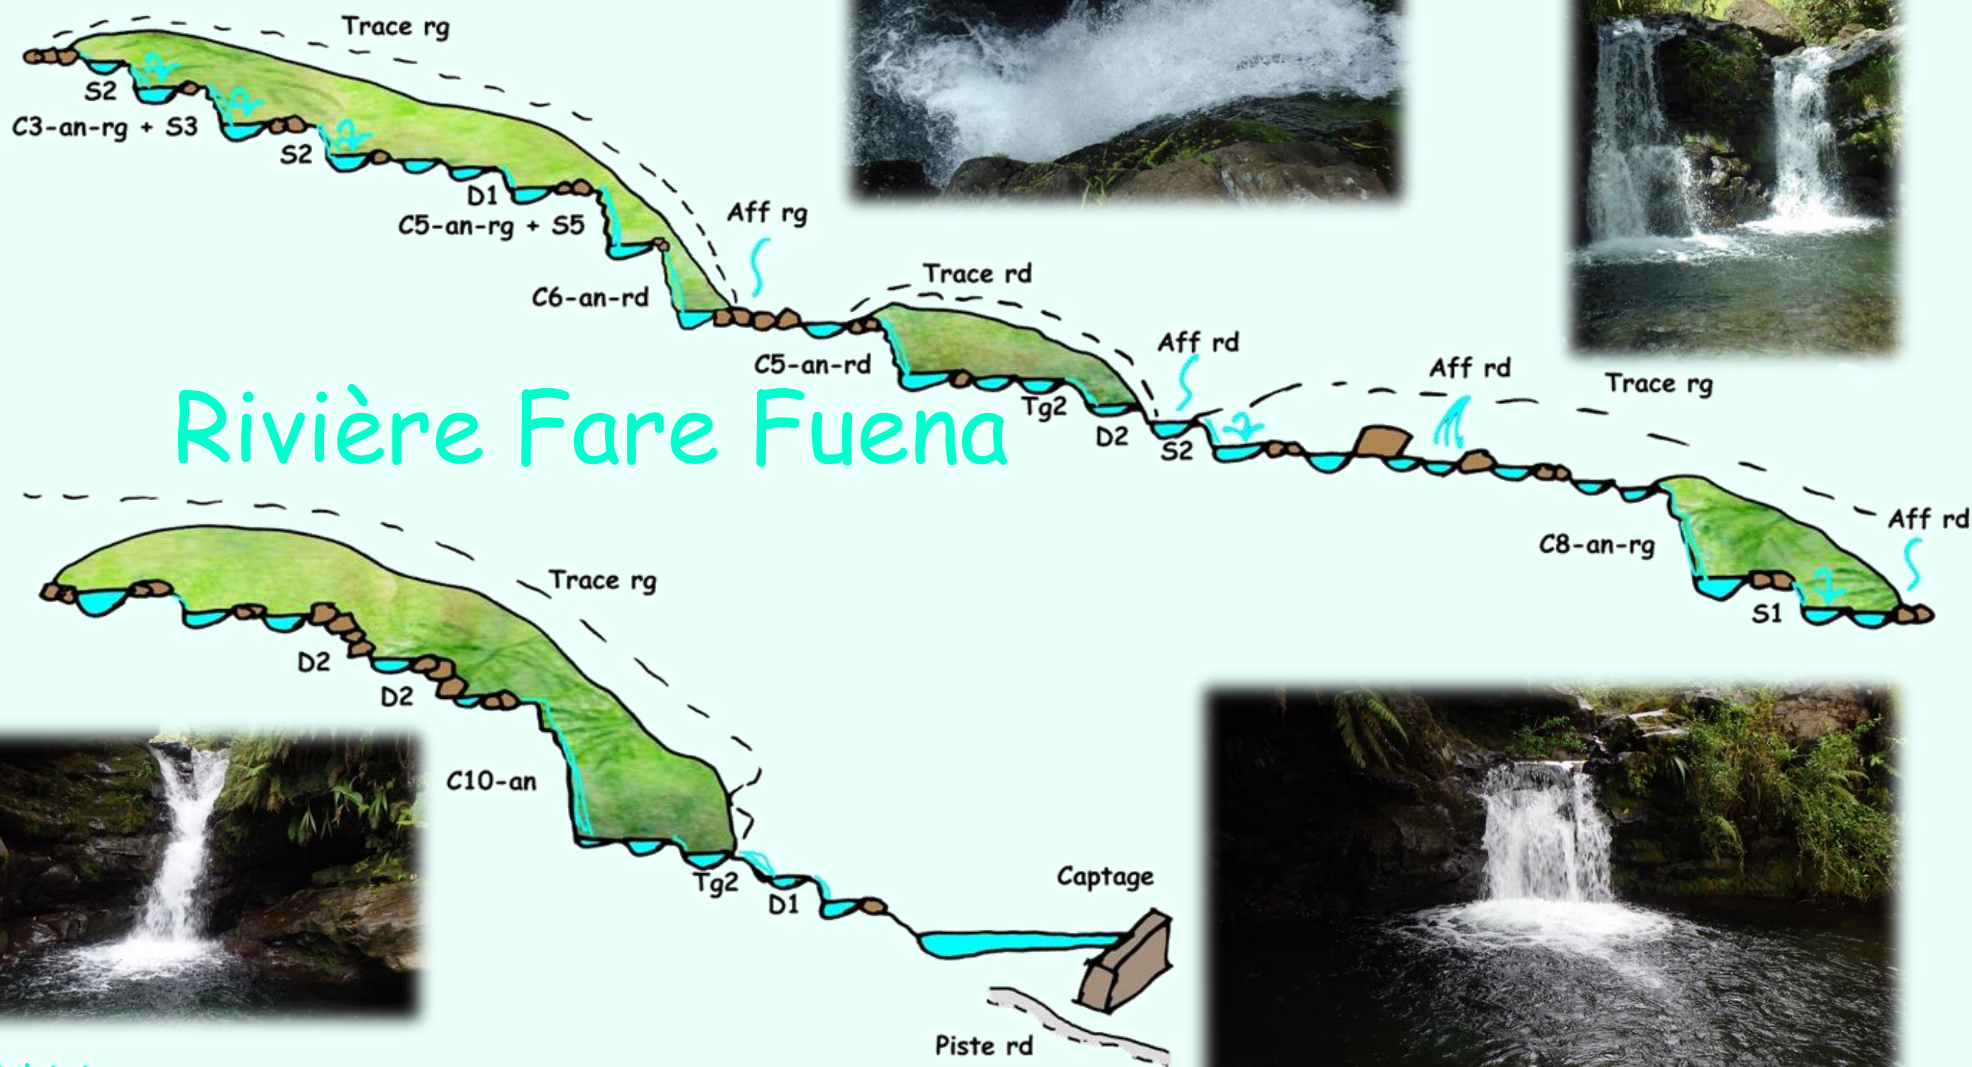 Trace rg
S2
C3-an-rg + S3
S2
D1
C5-an-rg + S5
Aff rg
C6-an-rd
Trace rd
C5-an-rd
Aff rd
Tg2
D2
S2
Aff rd
Trace rg
Rivière Fare Fuena
C8-an-rg
Aff rd
S1
Trace rg
D2
D2
C10-an
Tg2
D1
Captage
Piste rd